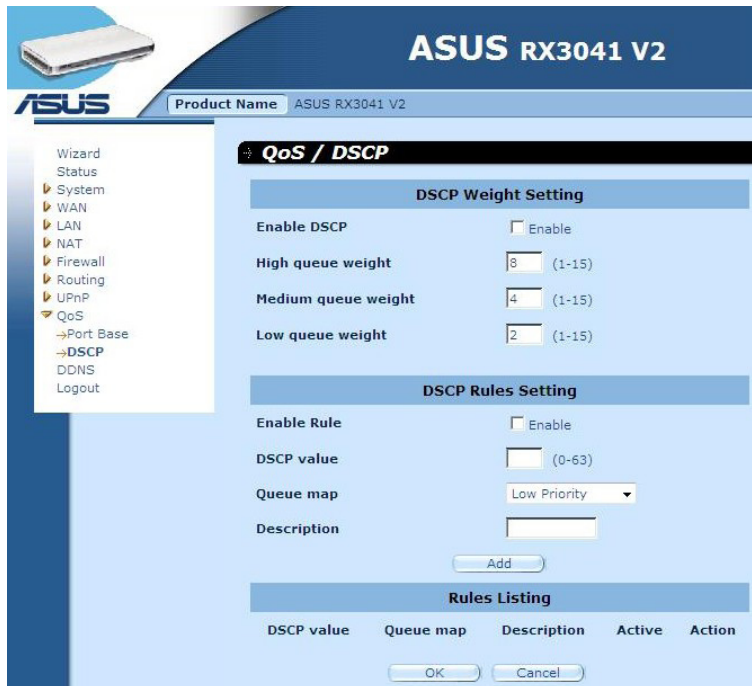 ASUS RX3041 V2
ASUS
Product Name ASUS RX3041 V2
Wizard
Status
System
WAN
LAN
NAT
Firewall
Routing
UPnP
QoS
→Port Base
→DSCP
DDNS
Logout
QoS / DSCP
DSCP Weight Setting
Enable DSCP Enable
High queue weight 8 (1-15)
Medium queue weight 4 (1-15)
Low queue weight 2 (1-15)
DSCP Rules Setting
Enable Rule Enable
DSCP value (0-63)
Queue map Low Priority
Description
Add
Rules Listing
DSCP value Queue map Description Active Action
OK Cancel